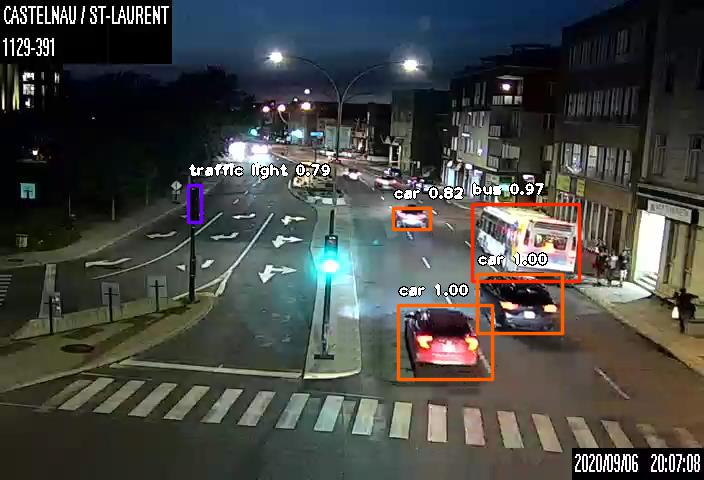 CASTELNAU / ST-LAURENT
1129-391
traffic light 0.79
car 0.82
bus 0.97
car 1.00
car 1.00
2020/09/06 20:07:08